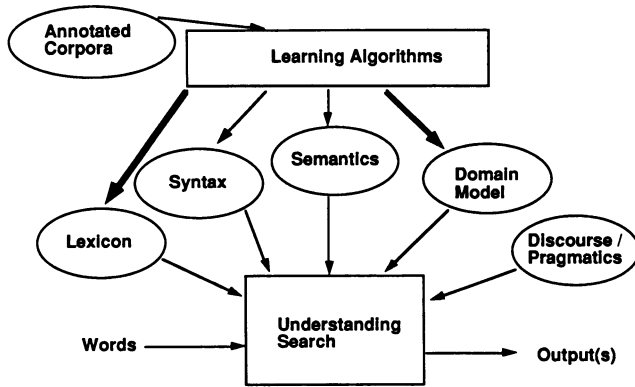 Annotated
Corpora
Learning Algorithms
Semantics
Syntax
Domain
Model
Lexicon
Discourse /
Pragmatics
Understanding
Search
Words
Output(s)